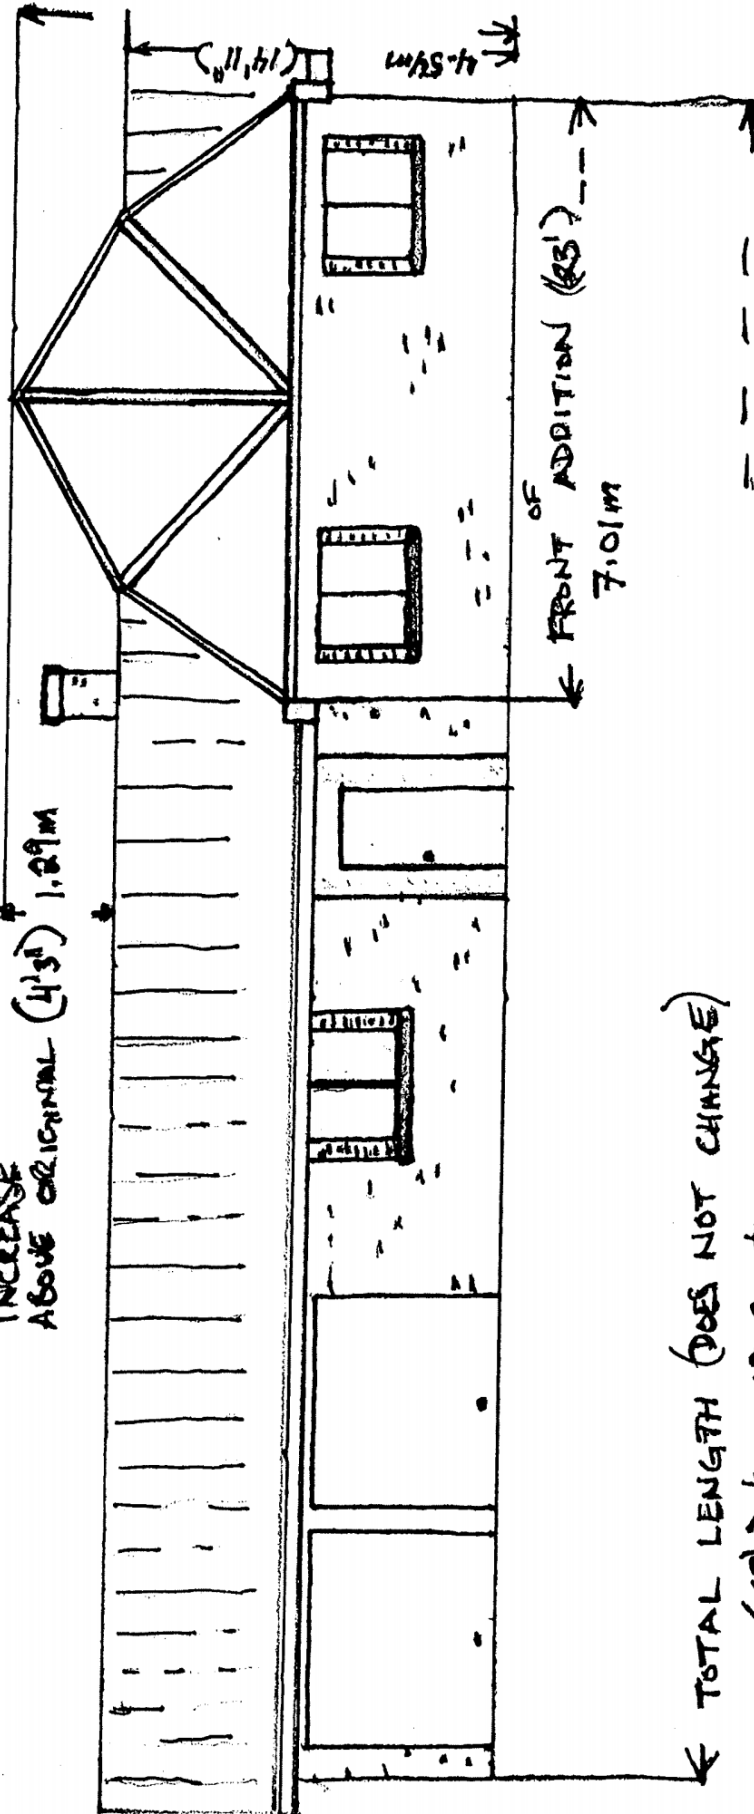 INCREASE
ABOVE ORIGINAL (4'3") 1.29m
(14'11")
4.54m
FRONT OF ADDITION (23')
7.01m
TOTAL LENGTH (DOES NOT CHANGE)